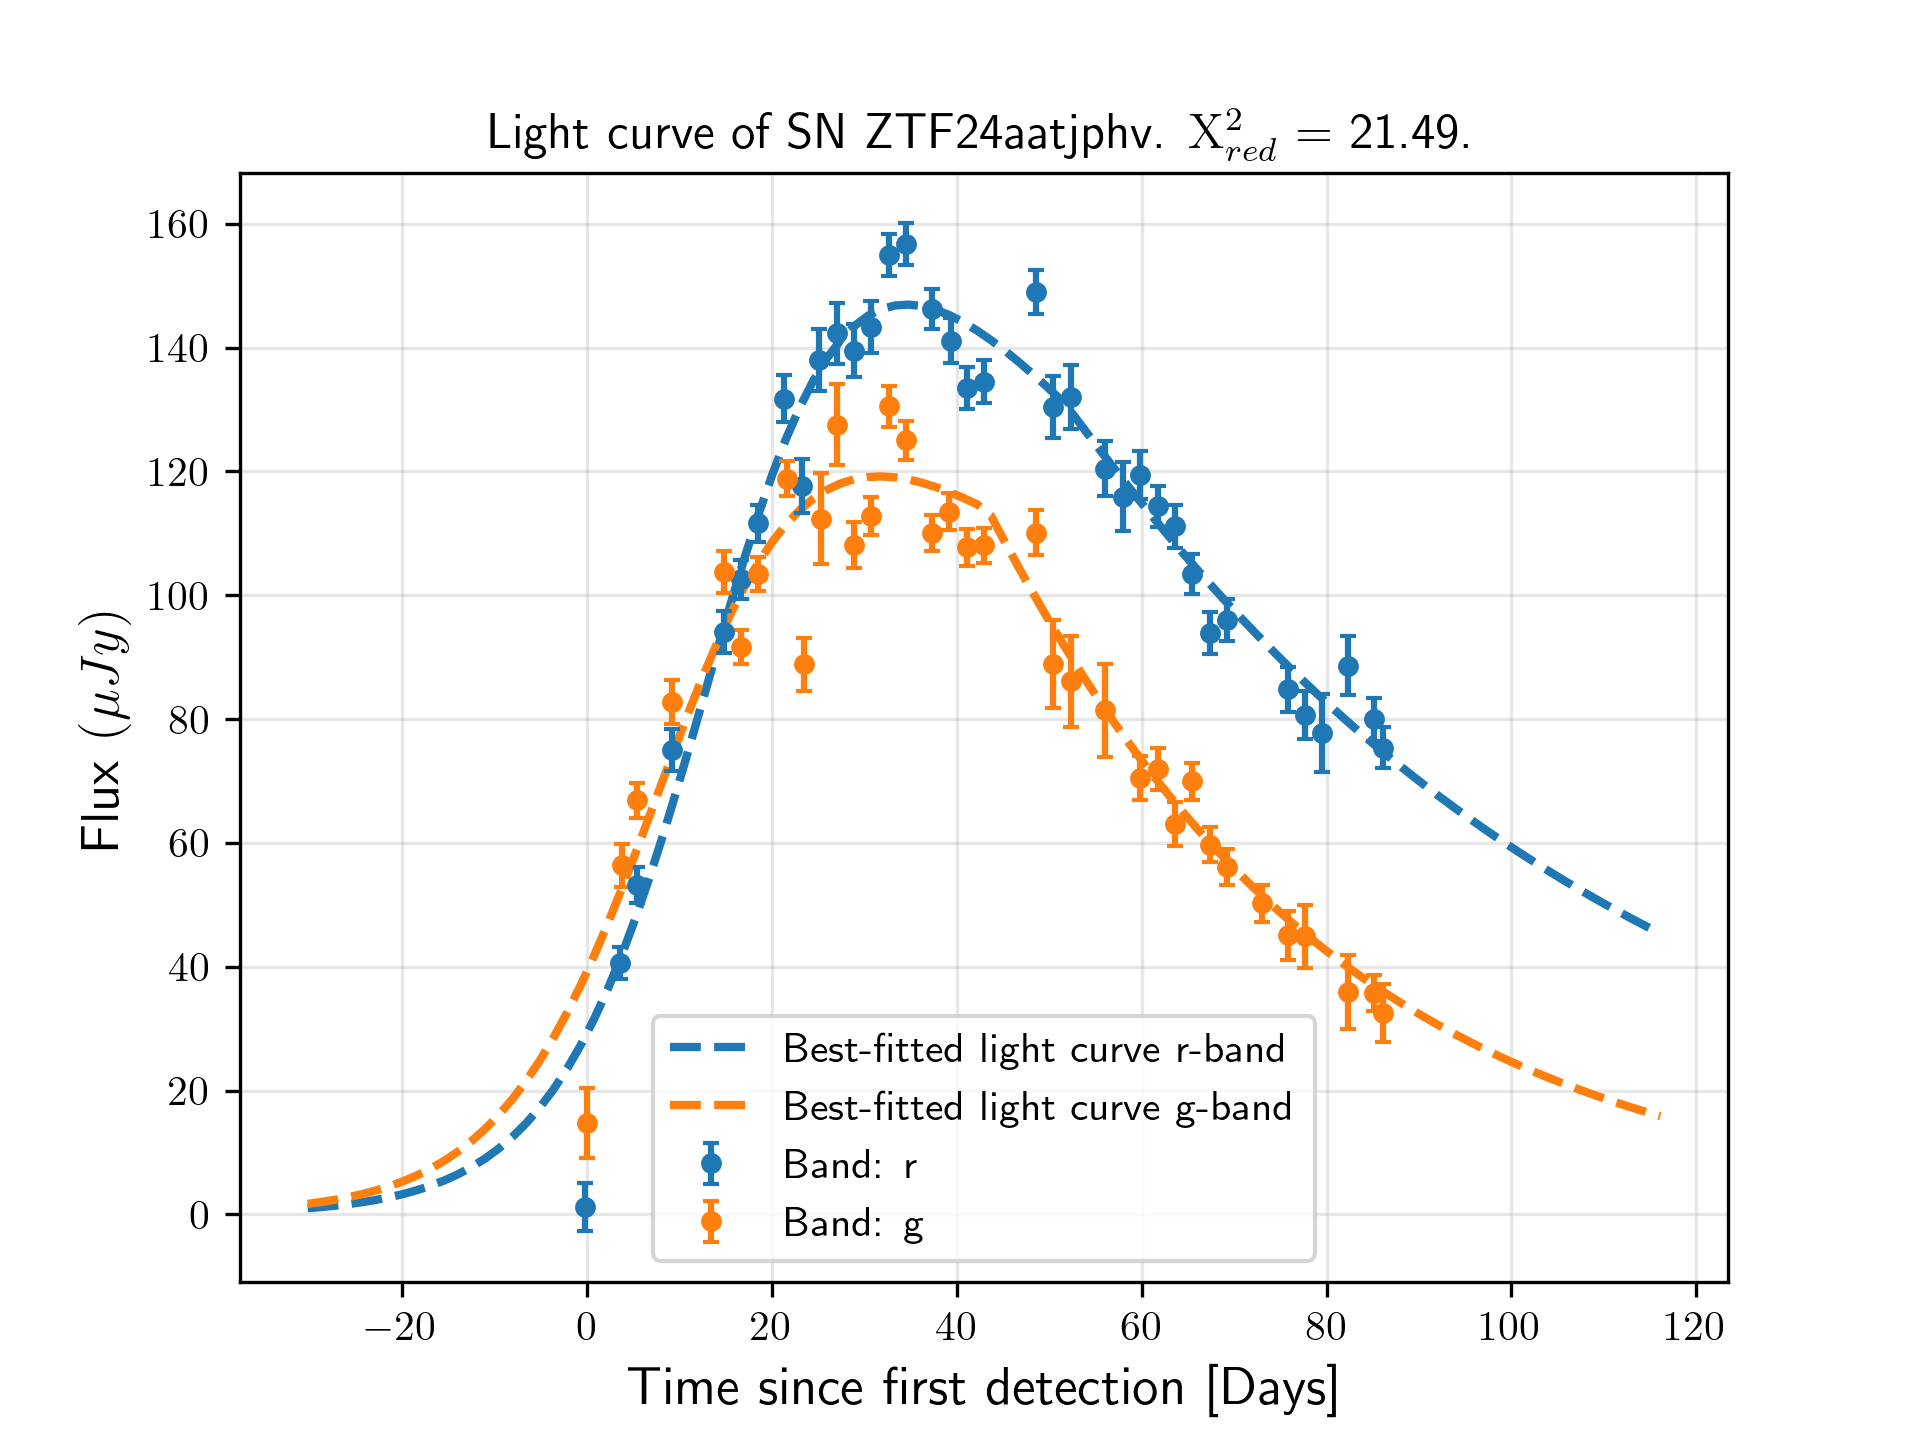 Light curve of SN ZTF24aatjphv. X²red = 21.49.
160
140
120
100
80
60
40
20
0
Flux (μJy)
Best-fitted light curve r-band
Best-fitted light curve g-band
Band: r
Band: g
−20 0 20 40 60 80 100 120
Time since first detection [Days]